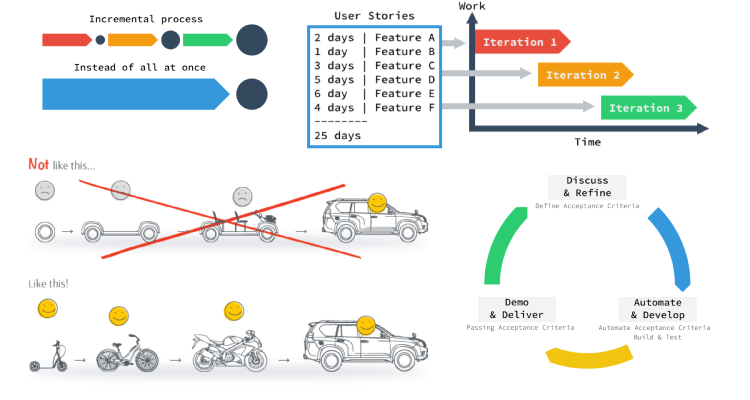 Incremental process
Instead of all at once
User Stories
2 days | Feature A
1 day  | Feature B
3 days | Feature C
5 days | Feature D
6 day  | Feature E
4 days | Feature F
--------
25 days
Work
Iteration 1
Iteration 2
Iteration 3
Time
Not like this...
Like this!
Discuss
& Refine
Define Acceptance Criteria
Automate
& Develop
Automate Acceptance Criteria
Build & Test
Demo
& Deliver
Passing Acceptance Criteria